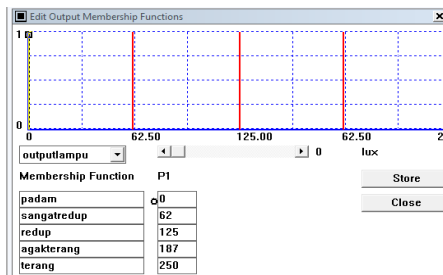 Edit Output Membership Functions
1
0
0 62.50 125.00 62.50 2
outputlampu 0 lux
Membership Function P1
Store
padam 0
Close
sangatredup 62
redup 125
agakterang 187
terang 250